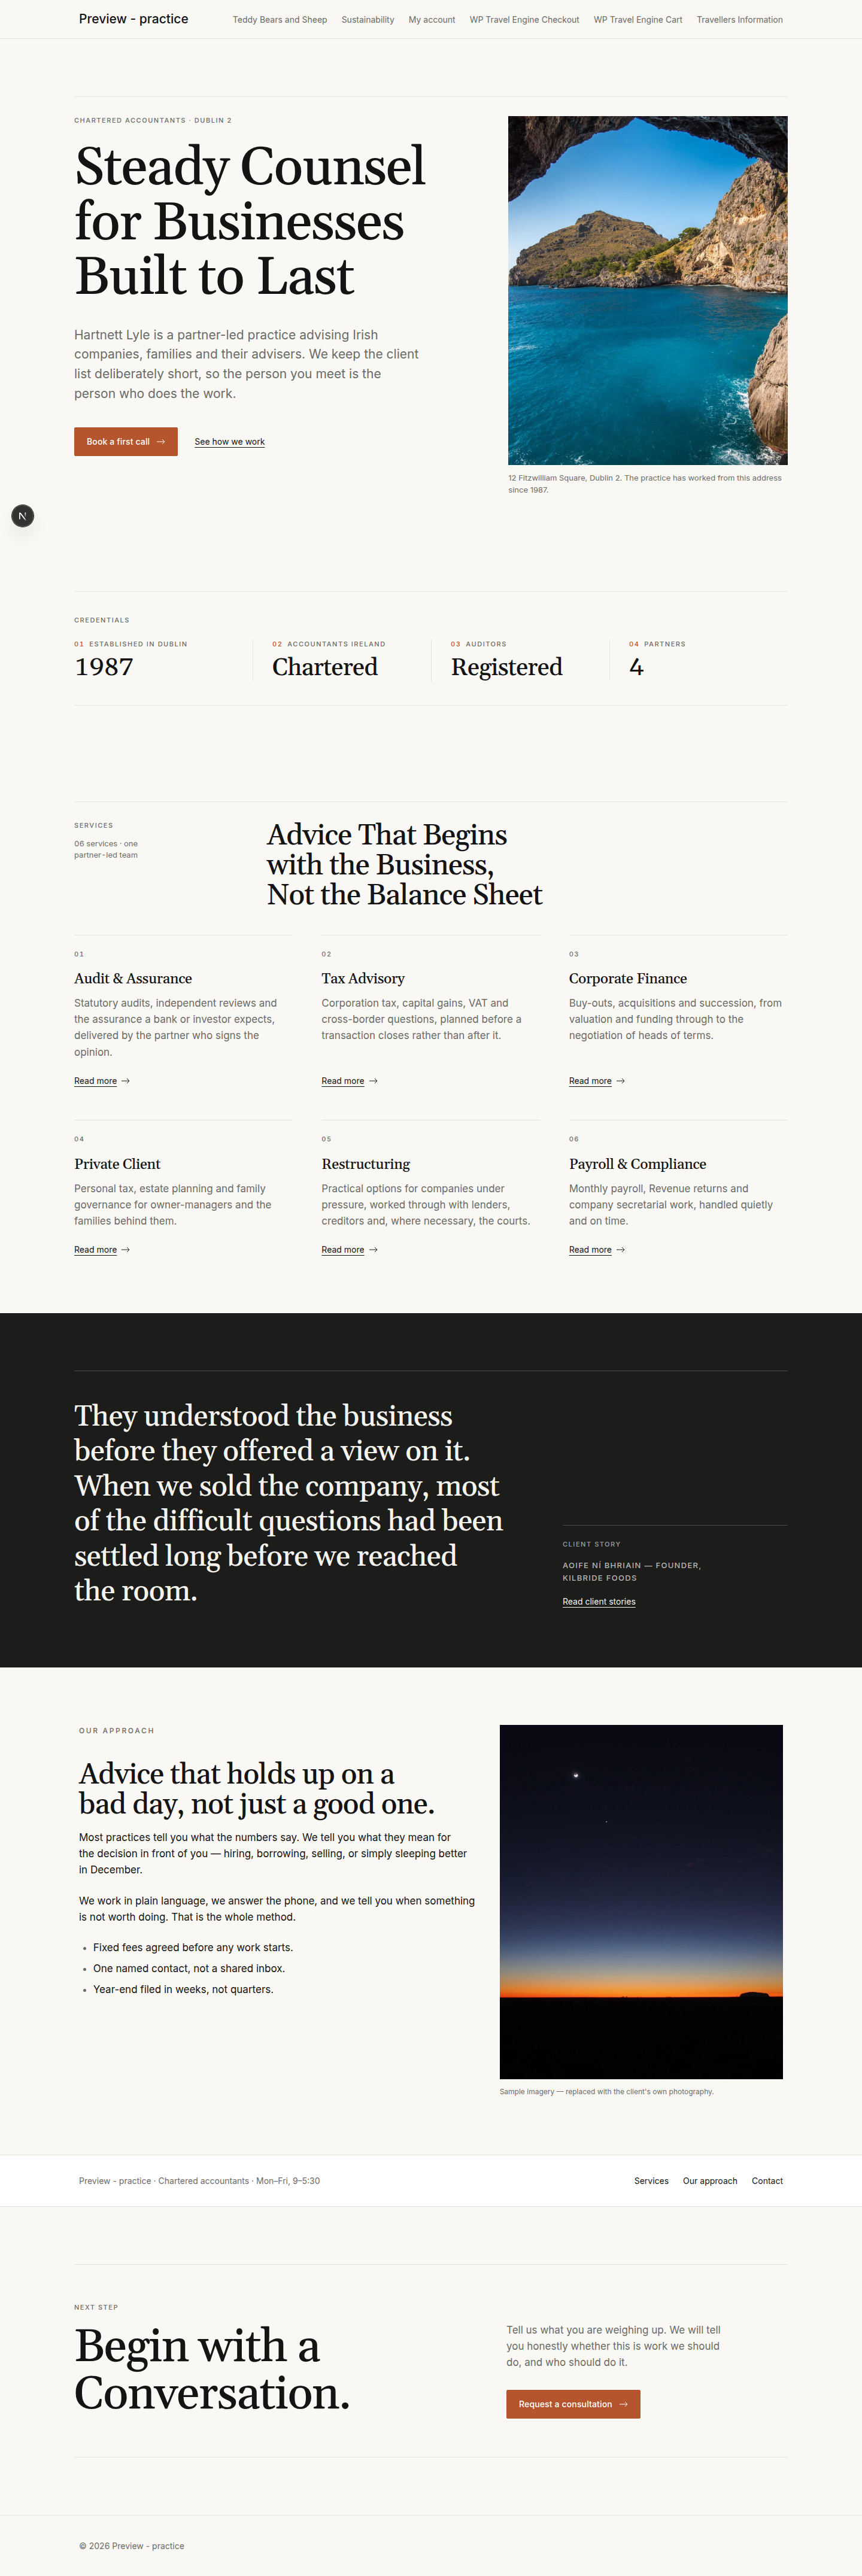 Preview - practice
Teddy Bears and Sheep
Sustainability
My account
WP Travel Engine Checkout
WP Travel Engine Cart
Travellers Information
CHARTERED ACCOUNTANTS · DUBLIN 2
Steady Counsel
for Businesses
Built to Last
Hartnett Lyle is a partner-led practice advising Irish
companies, families and their advisers. We keep the client
list deliberately short, so the person you meet is the
person who does the work.
Book a first call →
See how we work
12 Fitzwilliam Square, Dublin 2. The practice has worked from this address
since 1987.
N
CREDENTIALS
01 ESTABLISHED IN DUBLIN
1987
02 ACCOUNTANTS IRELAND
Chartered
03 AUDITORS
Registered
04 PARTNERS
4
SERVICES
06 services · one
partner-led team
Advice That Begins
with the Business,
Not the Balance Sheet
01
Audit & Assurance
Statutory audits, independent reviews and
the assurance a bank or investor expects,
delivered by the partner who signs the
opinion.
Read more →
02
Tax Advisory
Corporation tax, capital gains, VAT and
cross-border questions, planned before a
transaction closes rather than after it.
Read more →
03
Corporate Finance
Buy-outs, acquisitions and succession, from
valuation and funding through to the
negotiation of heads of terms.
Read more →
04
Private Client
Personal tax, estate planning and family
governance for owner-managers and the
families behind them.
Read more →
05
Restructuring
Practical options for companies under
pressure, worked through with lenders,
creditors and, where necessary, the courts.
Read more →
06
Payroll & Compliance
Monthly payroll, Revenue returns and
company secretarial work, handled quietly
and on time.
Read more →
They understood the business
before they offered a view on it.
When we sold the company, most
of the difficult questions had been
settled long before we reached
the room.
CLIENT STORY
AOIFE NÍ BHRIAIN — FOUNDER,
KILBRIDE FOODS
Read client stories
OUR APPROACH
Advice that holds up on a
bad day, not just a good one.
Most practices tell you what the numbers say. We tell you what they mean for
the decision in front of you — hiring, borrowing, selling, or simply sleeping better
in December.
We work in plain language, we answer the phone, and we tell you when something
is not worth doing. That is the whole method.
• Fixed fees agreed before any work starts.
• One named contact, not a shared inbox.
• Year-end filed in weeks, not quarters.
Sample imagery — replaced with the client's own photography.
Preview - practice · Chartered accountants · Mon–Fri, 9–5:30
Services
Our approach
Contact
NEXT STEP
Begin with a
Conversation.
Tell us what you are weighing up. We will tell
you honestly whether this is work we should
do, and who should do it.
Request a consultation →
© 2026 Preview - practice